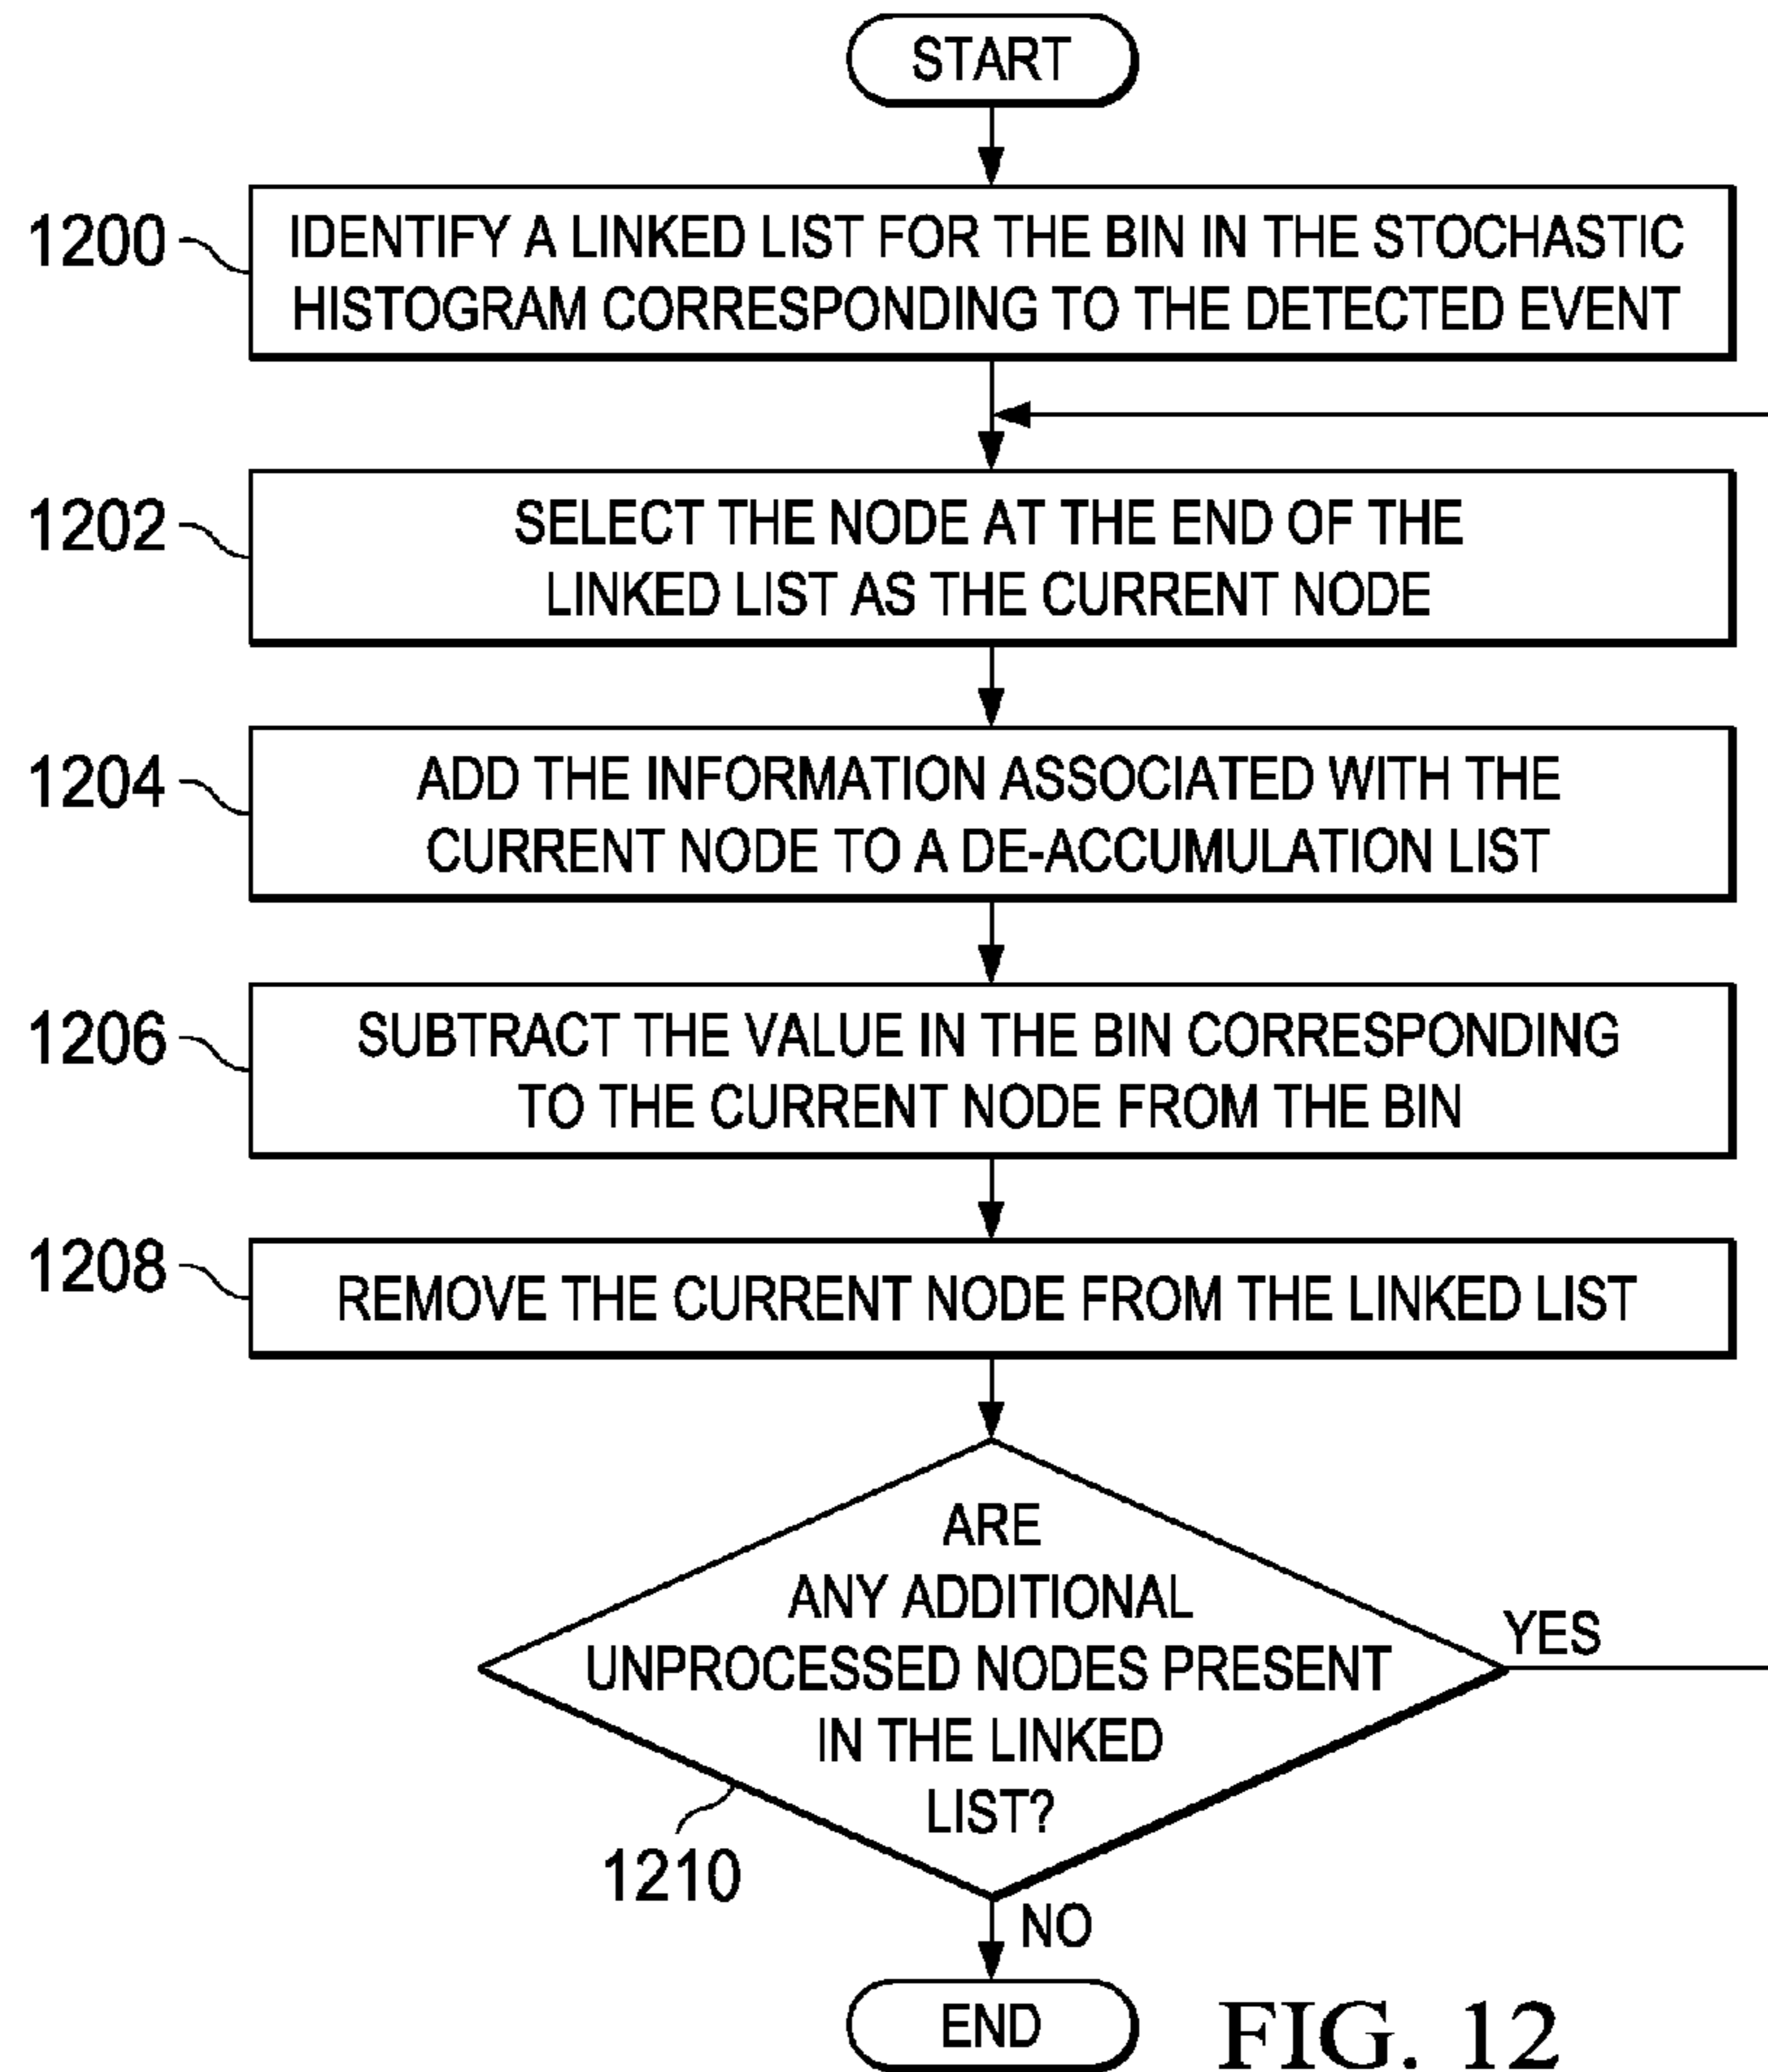 START
1200
IDENTIFY A LINKED LIST FOR THE BIN IN THE STOCHASTIC
HISTOGRAM CORRESPONDING TO THE DETECTED EVENT
1202
SELECT THE NODE AT THE END OF THE
LINKED LIST AS THE CURRENT NODE
1204
ADD THE INFORMATION ASSOCIATED WITH THE
CURRENT NODE TO A DE-ACCUMULATION LIST
1206
SUBTRACT THE VALUE IN THE BIN CORRESPONDING
TO THE CURRENT NODE FROM THE BIN
1208
REMOVE THE CURRENT NODE FROM THE LINKED LIST
ARE
ANY ADDITIONAL
UNPROCESSED NODES PRESENT
IN THE LINKED
LIST?
YES
1210
NO
END
FIG. 12